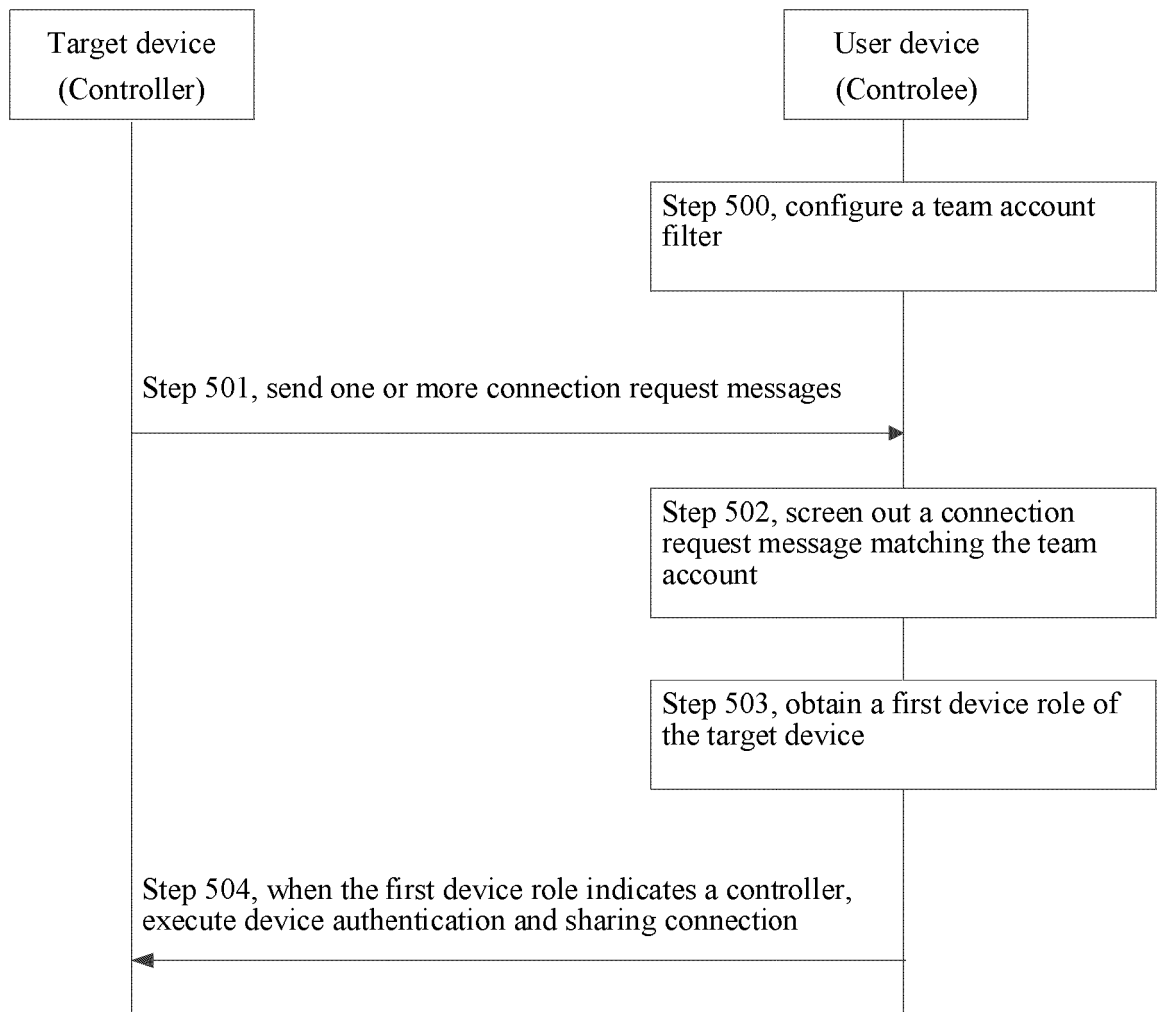 Target device
(Controller)
User device
(Controlee)
Step 500, configure a team account
filter
Step 501, send one or more connection request messages
Step 502, screen out a connection
request message matching the team
account
Step 503, obtain a first device role of
the target device
Step 504, when the first device role indicates a controller,
execute device authentication and sharing connection